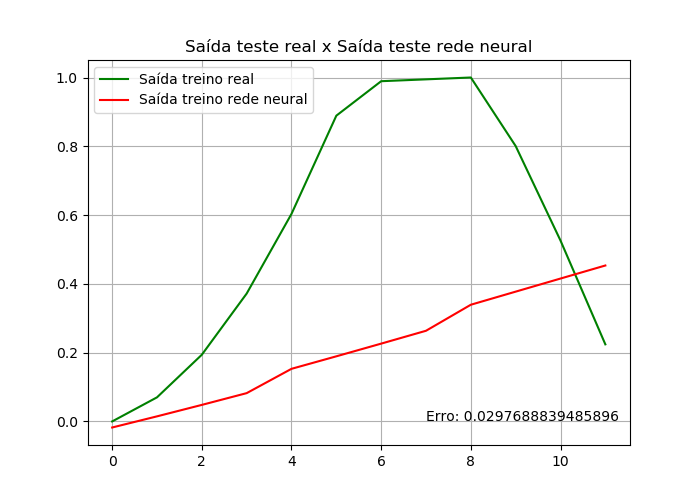 Saída teste real x Saída teste rede neural
Saída treino real
Saída treino rede neural
1.0
0.8
0.6
0.4
0.2
0.0
Erro: 0.0297688839485896
0 2 4 6 8 10